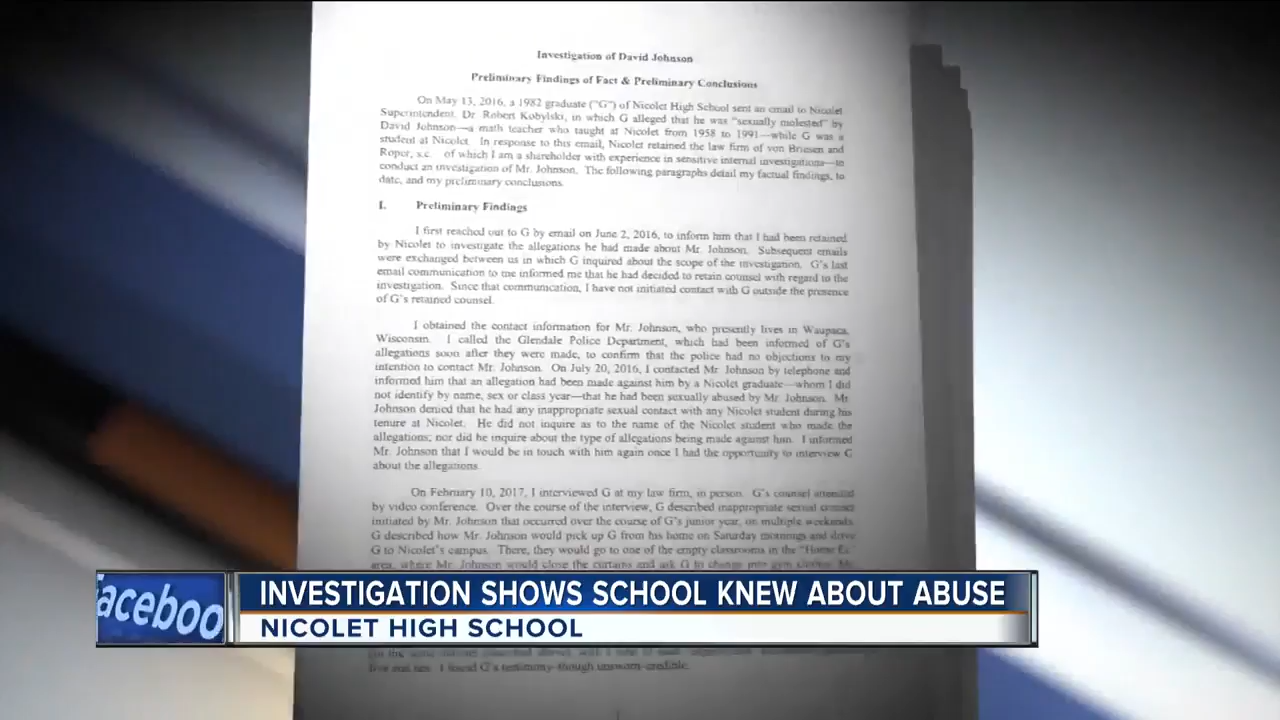 Investigation of David Johnson
Preliminary Findings of Fact & Preliminary Conclusions
On May 13, 2016, a 1982 graduate ("G") of Nicolet High School sent an email to Nicolet
Superintendent, Dr. Robert Kobylski, in which G alleged that he was "sexually molested" by
David Johnson—a math teacher who taught at Nicolet from 1958 to 1991—while G was a
student at Nicolet. In response to this email, Nicolet retained the law firm of von Briesen and
Roper, s.c. of which I am a shareholder with experience in sensitive internal investigations—to
conduct an investigation of Mr. Johnson. The following paragraphs detail my factual findings, to
date, and my preliminary conclusions.
I. Preliminary Findings
I first reached out to G by email on June 2, 2016, to inform him that I had been retained
by Nicolet to investigate the allegations he had made about Mr. Johnson. Subsequent emails
were exchanged between us in which G inquired about the scope of the investigation. G's last
email communication to me informed me that he had decided to retain counsel with regard to the
investigation. Since that communication, I have not initiated contact with G outside the presence
of G's retained counsel.
I obtained the contact information for Mr. Johnson, who presently lives in Waupaca,
Wisconsin. I called the Glendale Police Department, which had been informed of G's
allegations soon after they were made, to confirm that the police had no objections to my
intention to contact Mr. Johnson. On July 20, 2016, I contacted Mr. Johnson by telephone and
informed him that an allegation had been made against him by a Nicolet graduate—whom I did
not identify by name, sex or class year—that he had been sexually abused by Mr. Johnson. Mr.
Johnson denied that he had any inappropriate sexual contact with any Nicolet student during his
tenure at Nicolet. He did not inquire as to the name of the Nicolet student who made the
allegations; nor did he inquire about the type of allegations being made against him. I informed
Mr. Johnson that I would be in touch with him again once I had the opportunity to interview G
about the allegations.
On February 10, 2017, I interviewed G at my law firm, in person. G's counsel attended
by video conference. Over the course of the interview, G described inappropriate sexual contact
initiated by Mr. Johnson that occurred over the course of G's junior year, on multiple weekends.
G described how Mr. Johnson would pick up G from his home on Saturday mornings and drive
G to Nicolet's campus. There, they would go to one of the empty classrooms in the "Home Ec"
area, where Mr. Johnson would close the curtains and ask G to change into gym clothes. Mr.
aceboo
INVESTIGATION SHOWS SCHOOL KNEW ABOUT ABUSE
NICOLET HIGH SCHOOL
I found G's testimony—though unsworn—credible.